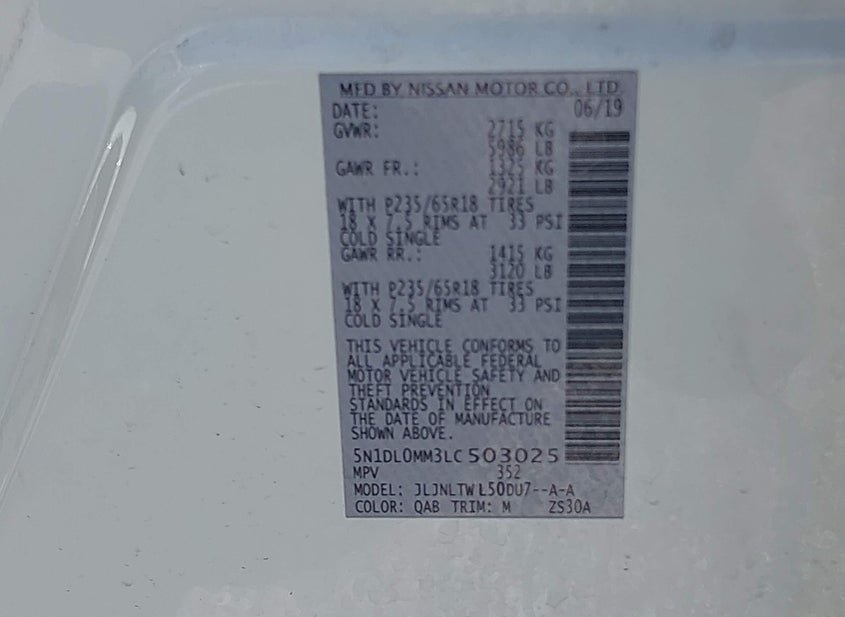 MFD BY NISSAN MOTOR CO., LTD.
DATE: 06/19
GVWR: 2715 KG
5986 LB
GAWR FR.: 1325 KG
2921 LB
WITH P235/65R18 TIRES
18 X 7.5 RIMS AT 33 PSI
COLD SINGLE
GAWR RR.: 1415 KG
3120 LB
WITH P235/65R18 TIRES
18 X 7.5 RIMS AT 33 PSI
COLD SINGLE
THIS VEHICLE CONFORMS TO
ALL APPLICABLE FEDERAL
MOTOR VEHICLE SAFETY AND
THEFT PREVENTION
STANDARDS IN EFFECT ON
THE DATE OF MANUFACTURE
SHOWN ABOVE.
5N1DL0MM3LC503025
MPV 352
MODEL: JLJNLTWL50DU7--A-A
COLOR: QAB TRIM: M ZS30A